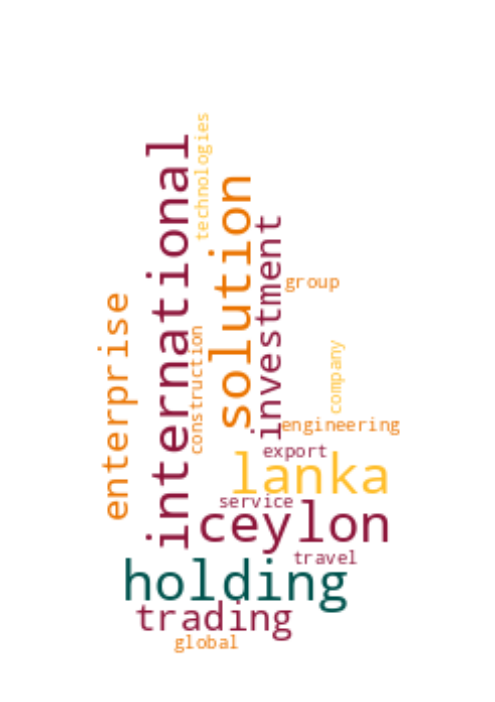 technologies
international
solution
investment
group
enterprise
construction
company
engineering
export
lanka
service
ceylon
travel
holding
trading
global